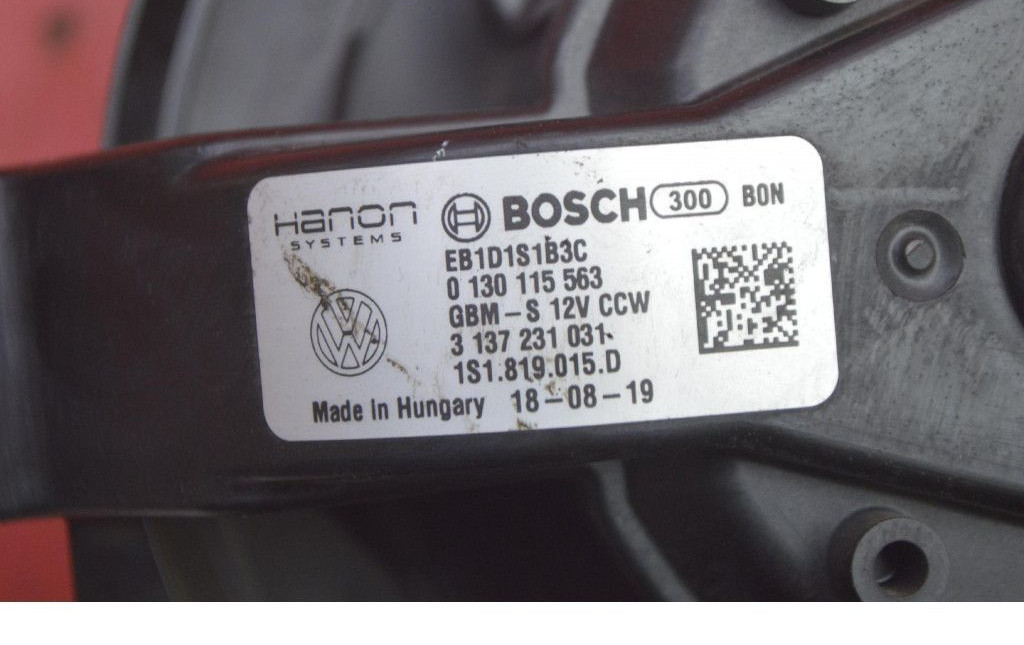 Hanon BOSCH 300 BON
SYSTEMS
EB1D1S1B3C
0 130 115 563
GBM-S 12V CCW
3 137 231 031
1S1.819.015.D
Made in Hungary 18-08-19